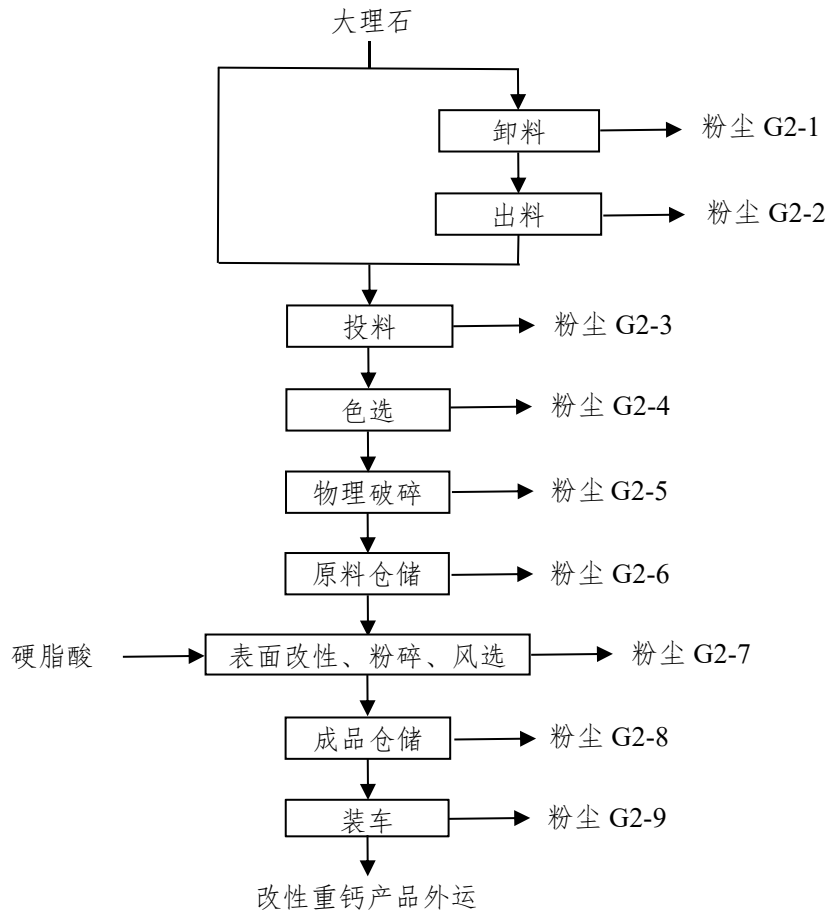 大理石
卸料
粉尘 G2-1
出料
粉尘 G2-2
投料
粉尘 G2-3
色选
粉尘 G2-4
物理破碎
粉尘 G2-5
原料仓储
粉尘 G2-6
硬脂酸
表面改性、粉碎、风选
粉尘 G2-7
成品仓储
粉尘 G2-8
装车
粉尘 G2-9
改性重钙产品外运